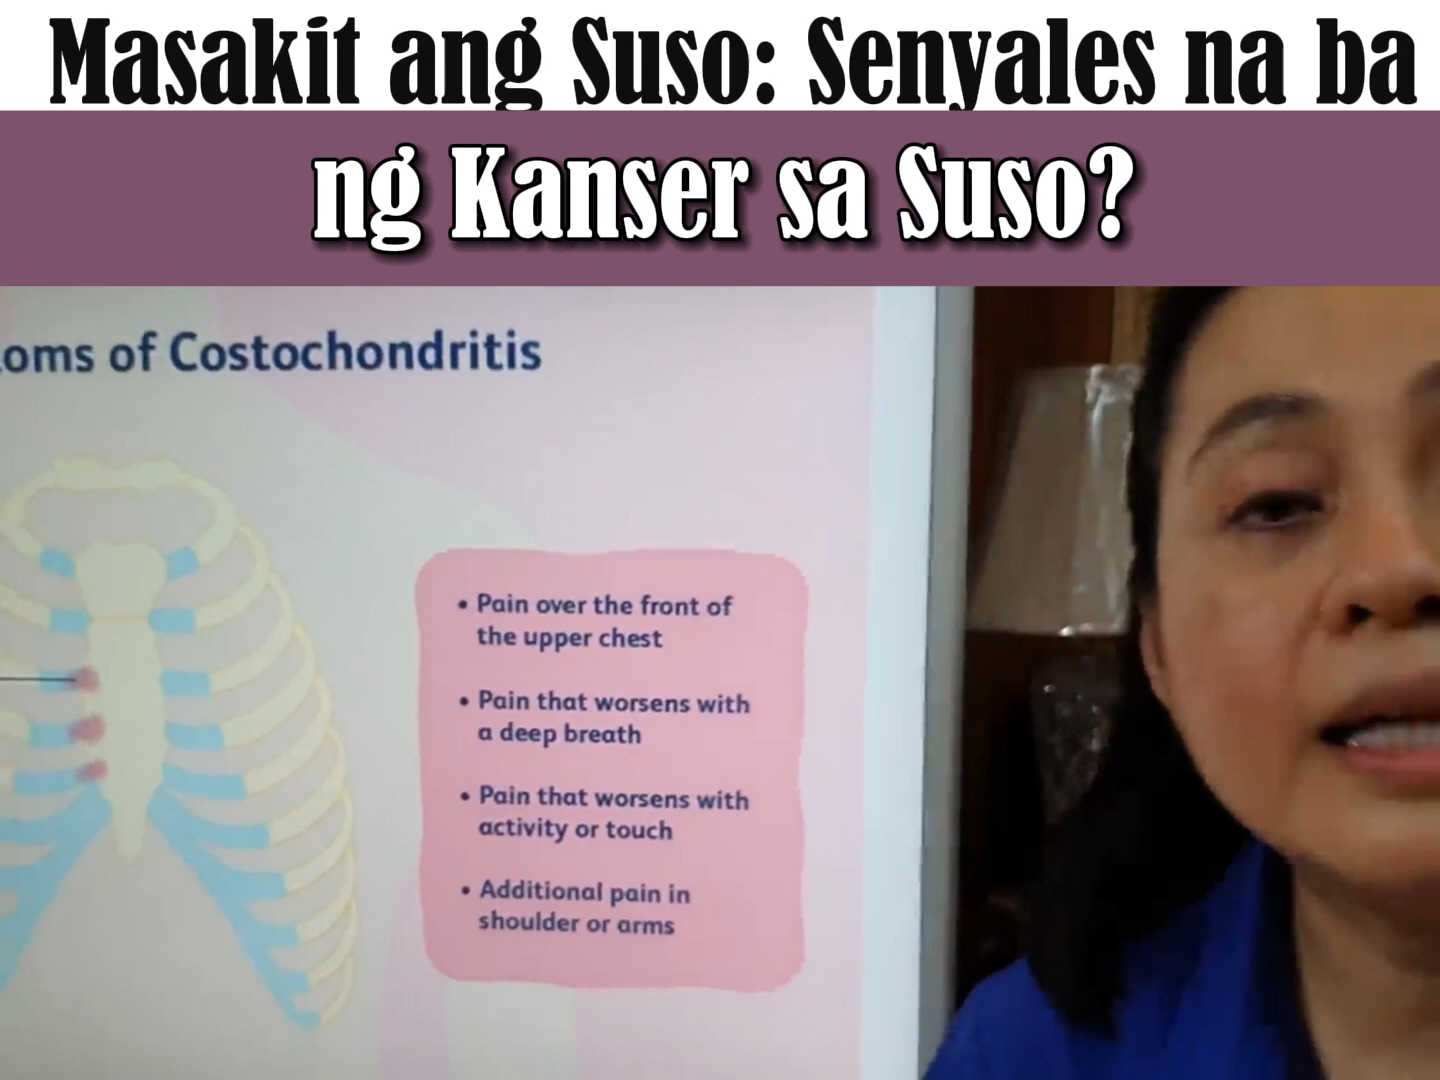 Masakit ang Suso: Senyales na ba
ng Kanser sa Suso?
oms of Costochondritis
• Pain over the front of
the upper chest
• Pain that worsens with
a deep breath
• Pain that worsens with
activity or touch
• Additional pain in
shoulder or arms